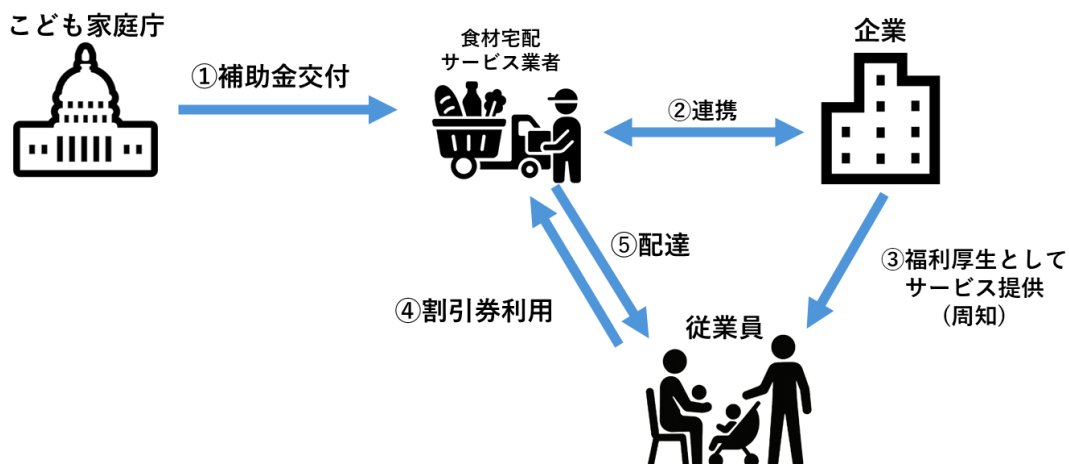 こども家庭庁
①補助金交付
食材宅配
サービス業者
②連携
企業
③福利厚生として
サービス提供
（周知）
④割引券利用
⑤配達
従業員